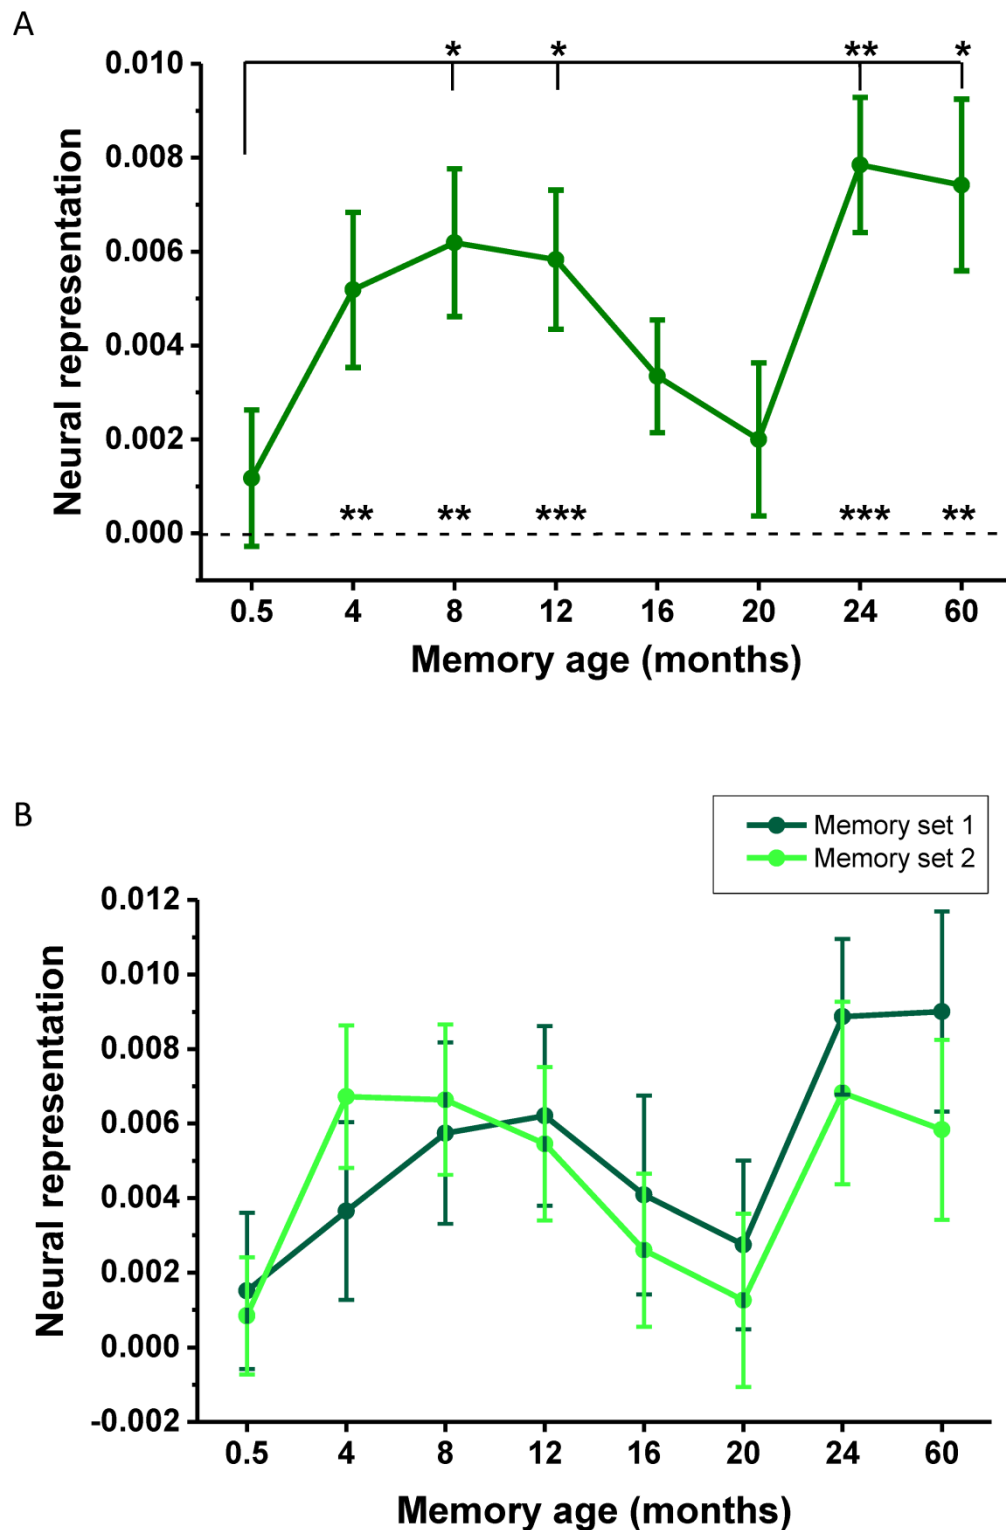 A
* * ** *
0.010
0.008
0.006
0.004
0.002
0.000
Neural representation
** ** *** *** **
0.5 4 8 12 16 20 24 60
Memory age (months)
B
Memory set 1
Memory set 2
0.012
0.010
0.008
0.006
0.004
0.002
0.000
-0.002
Neural representation
0.5 4 8 12 16 20 24 60
Memory age (months)